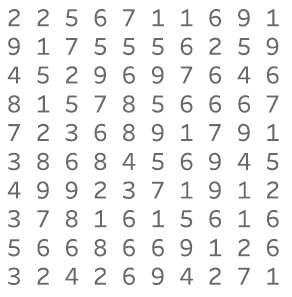 2 2 5 6 7 1 1 6 9 1
9 1 7 5 5 5 6 2 5 9
4 5 2 9 6 9 7 6 4 6
8 1 5 7 8 5 6 6 6 7
7 2 3 6 8 9 1 7 9 1
3 8 6 8 4 5 6 9 4 5
4 9 9 2 3 7 1 9 1 2
3 7 8 1 6 1 5 6 1 6
5 6 6 8 6 6 9 1 2 6
3 2 4 2 6 9 4 2 7 1